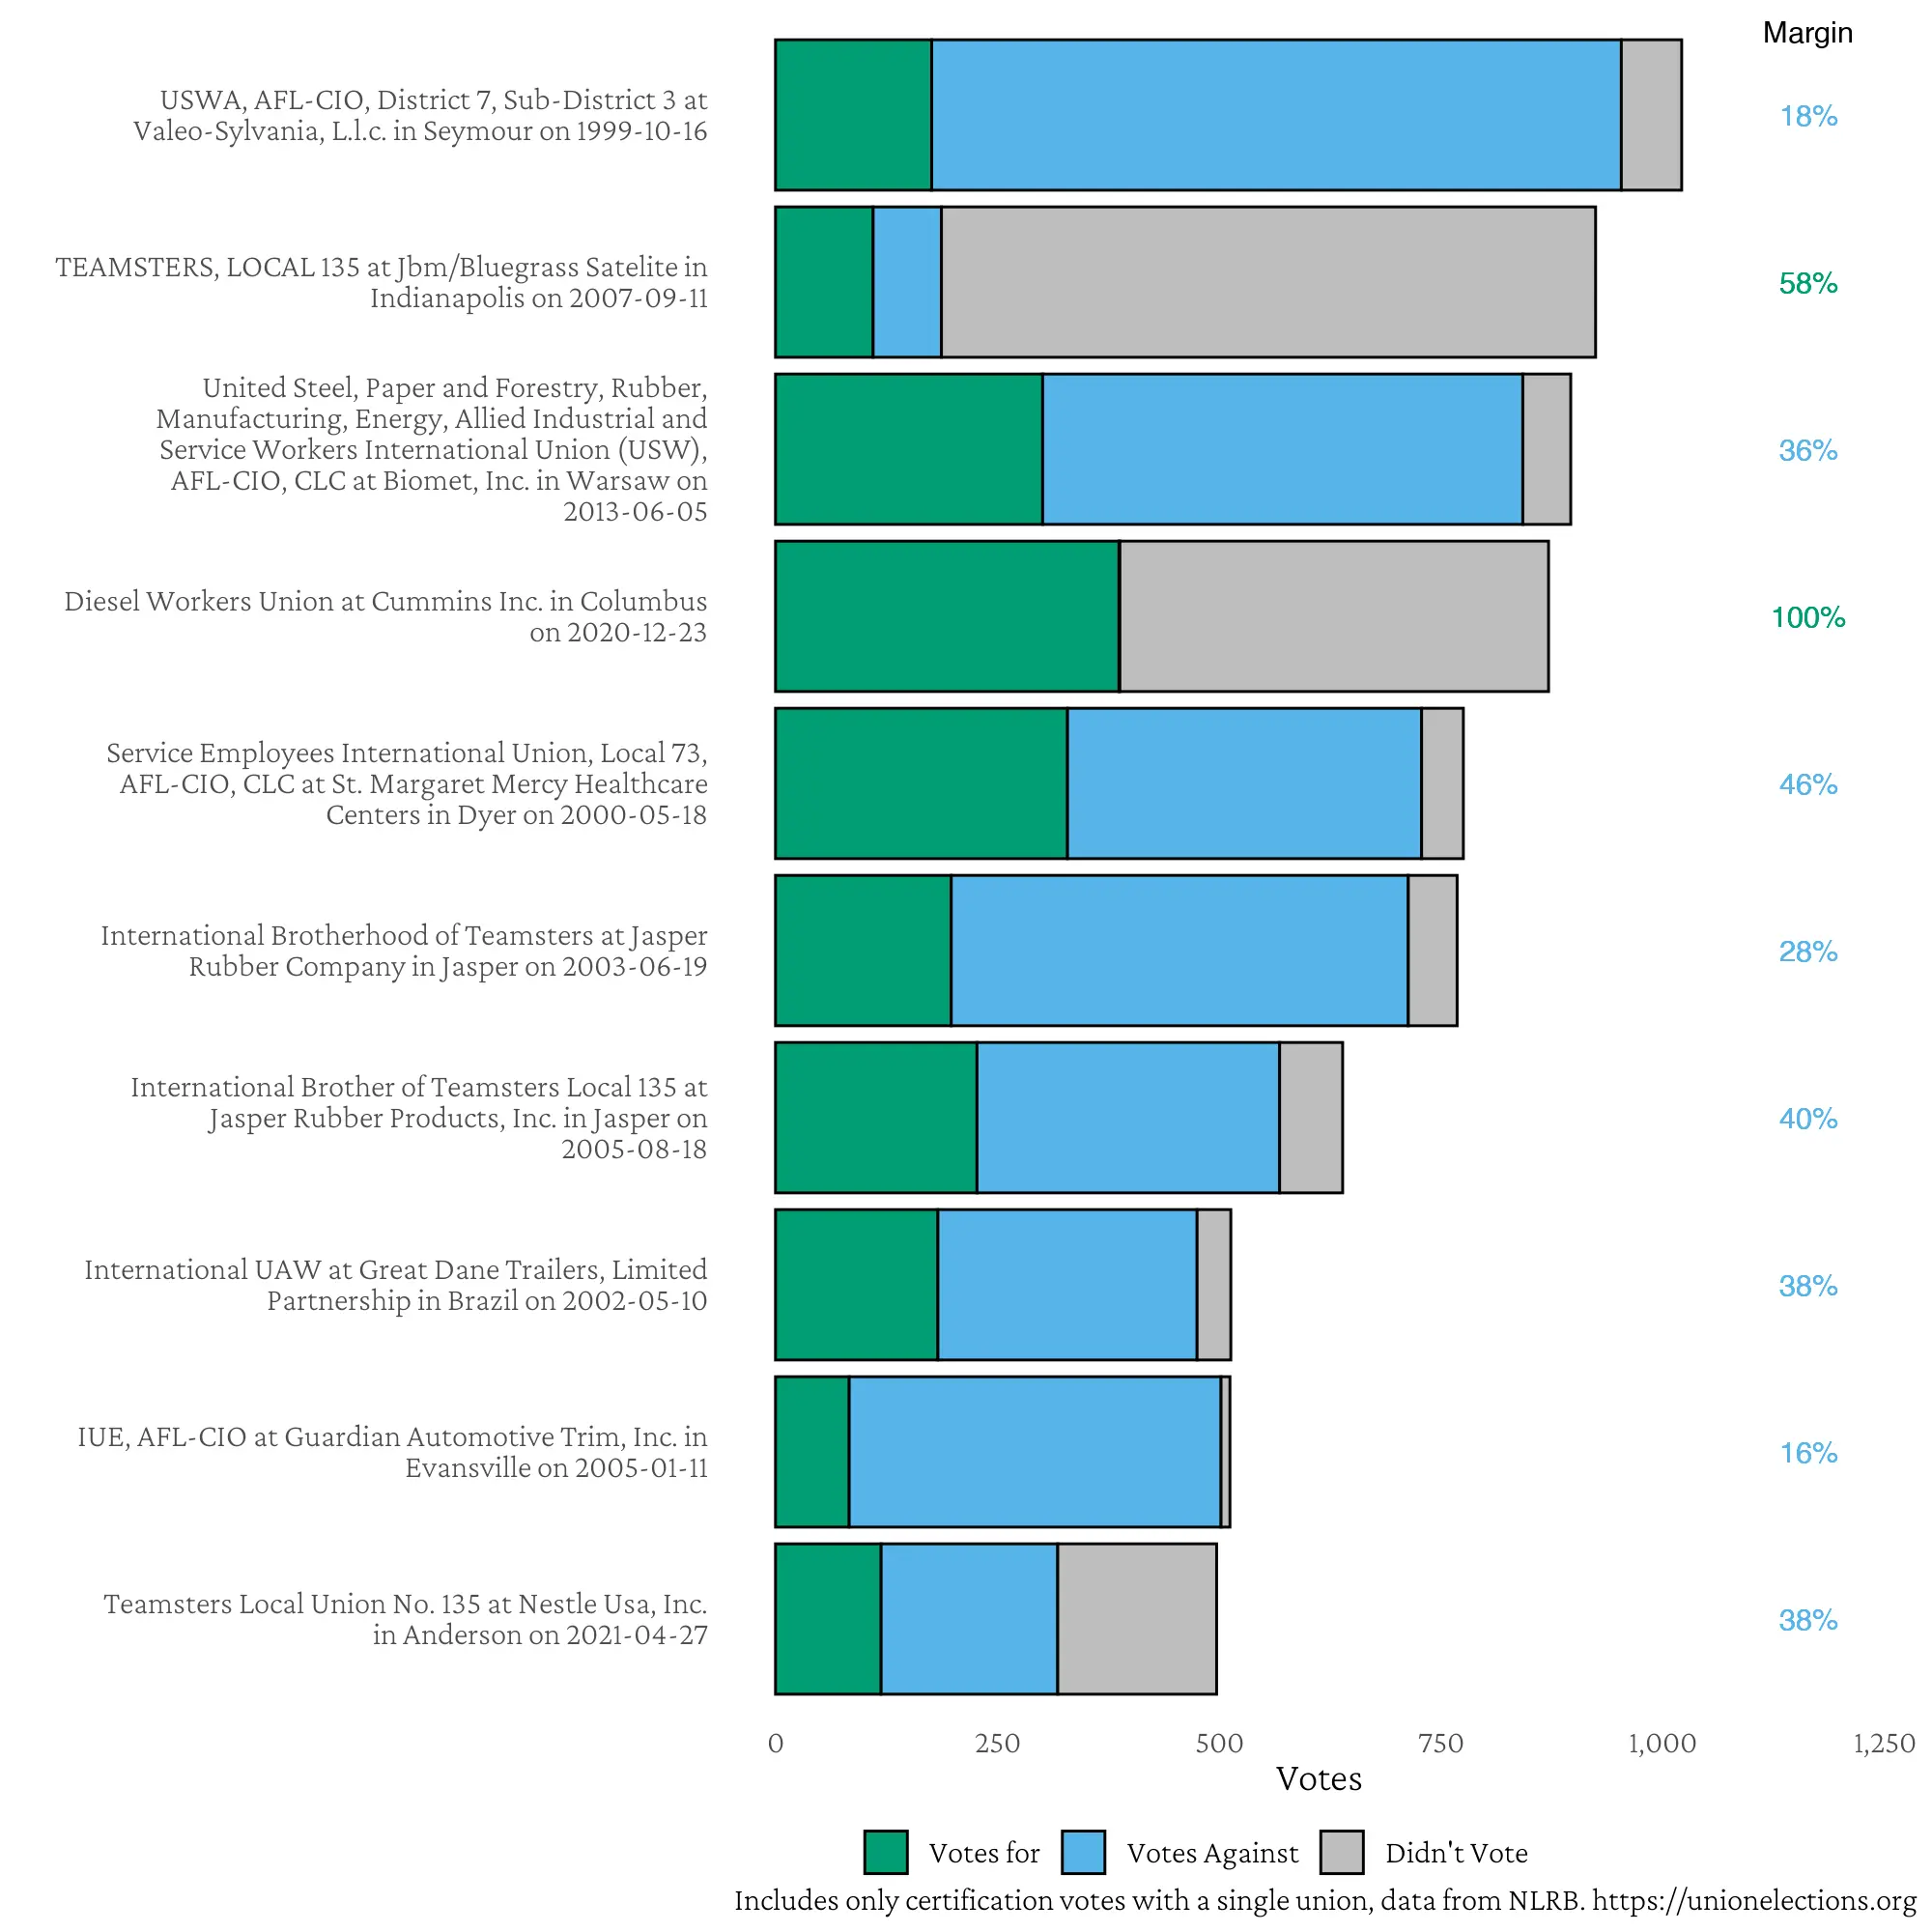 Margin
USWA, AFL-CIO, District 7, Sub-District 3 at
Valeo-Sylvania, L.l.c. in Seymour on 1999-10-16
18%
TEAMSTERS, LOCAL 135 at Jbm/Bluegrass Satelite in
Indianapolis on 2007-09-11
58%
United Steel, Paper and Forestry, Rubber,
Manufacturing, Energy, Allied Industrial and
Service Workers International Union (USW),
AFL-CIO, CLC at Biomet, Inc. in Warsaw on
2013-06-05
36%
Diesel Workers Union at Cummins Inc. in Columbus
on 2020-12-23
100%
Service Employees International Union, Local 73,
AFL-CIO, CLC at St. Margaret Mercy Healthcare
Centers in Dyer on 2000-05-18
46%
International Brotherhood of Teamsters at Jasper
Rubber Company in Jasper on 2003-06-19
28%
International Brother of Teamsters Local 135 at
Jasper Rubber Products, Inc. in Jasper on
2005-08-18
40%
International UAW at Great Dane Trailers, Limited
Partnership in Brazil on 2002-05-10
38%
IUE, AFL-CIO at Guardian Automotive Trim, Inc. in
Evansville on 2005-01-11
16%
Teamsters Local Union No. 135 at Nestle Usa, Inc.
in Anderson on 2021-04-27
38%
0 250 500 750 1,000 1,250
Votes
Votes for Votes Against Didn't Vote
Includes only certification votes with a single union, data from NLRB. https://unionelections.org